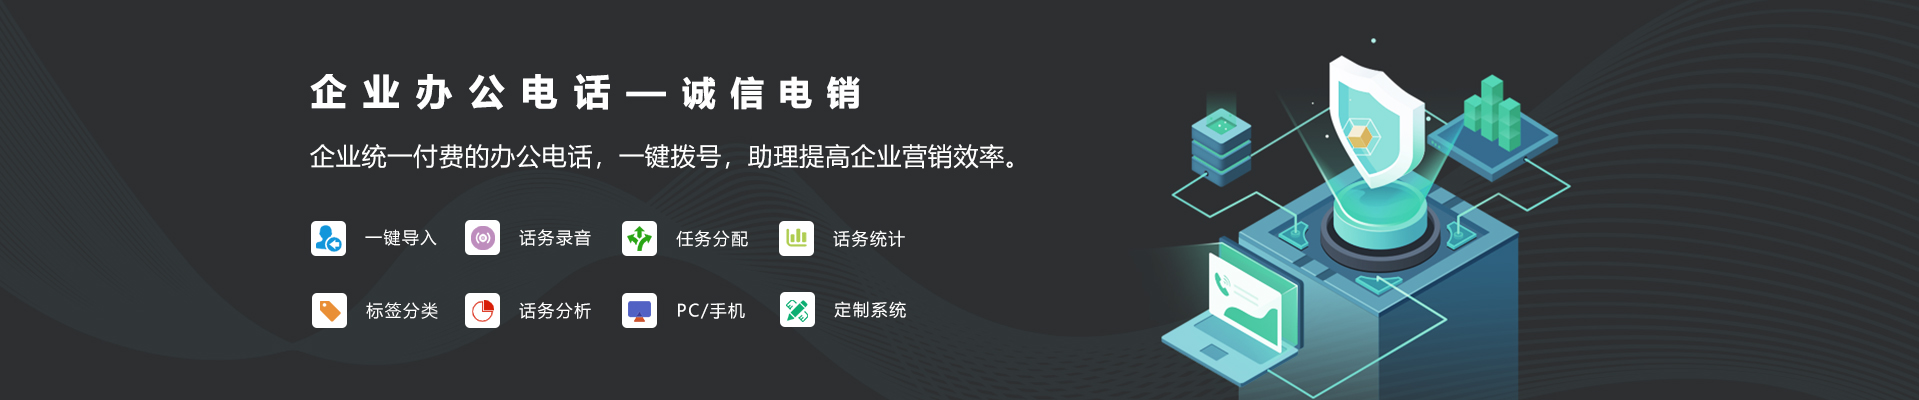 企业办公电话—诚信电销
企业统一付费的办公电话，一键拨号，助理提高企业营销效率。
一键导入 话务录音 任务分配 话务统计
标签分类 话务分析 PC/手机 定制系统